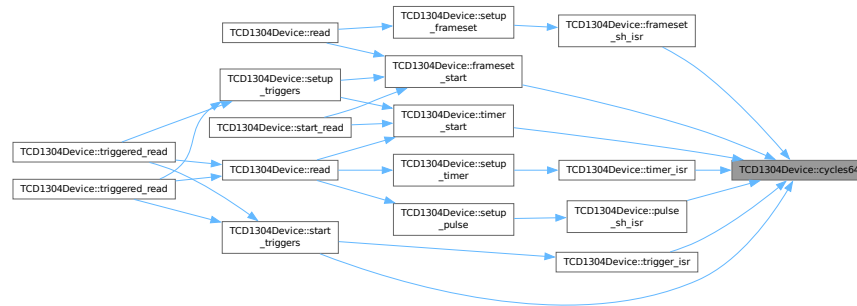 TCD1304Device::setup
_frameset
TCD1304Device::frameset
_sh_isr
TCD1304Device::read
TCD1304Device::frameset
_start
TCD1304Device::setup
_triggers
TCD1304Device::timer
_start
TCD1304Device::start_read
TCD1304Device::triggered_read
TCD1304Device::read
TCD1304Device::setup
_timer
TCD1304Device::timer_isr
TCD1304Device::cycles64
TCD1304Device::triggered_read
TCD1304Device::setup
_pulse
TCD1304Device::pulse
_sh_isr
TCD1304Device::start
_triggers
TCD1304Device::trigger_isr